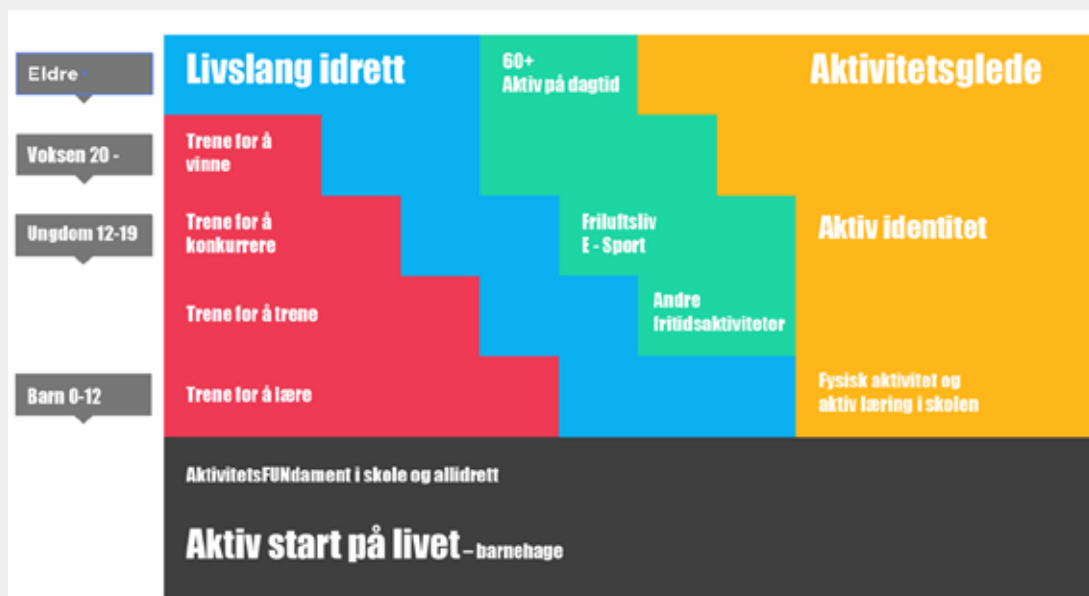 Eldre
Livslang idrett
60+
Aktiv på dagtid
Aktivitetsglede
Voksen 20 -
Trene for å
vinne
Ungdom 12-19
Trene for å
konkurrere
Friluftsliv
E - Sport
Aktiv identitet
Trene for å trene
Andre
fritidsaktiviteter
Barn 0-12
Trene for å lære
Fysisk aktivitet og
aktiv læring i skolen
AktivitetsFUNdament i skole og allidrett
Aktiv start på livet – barnehage